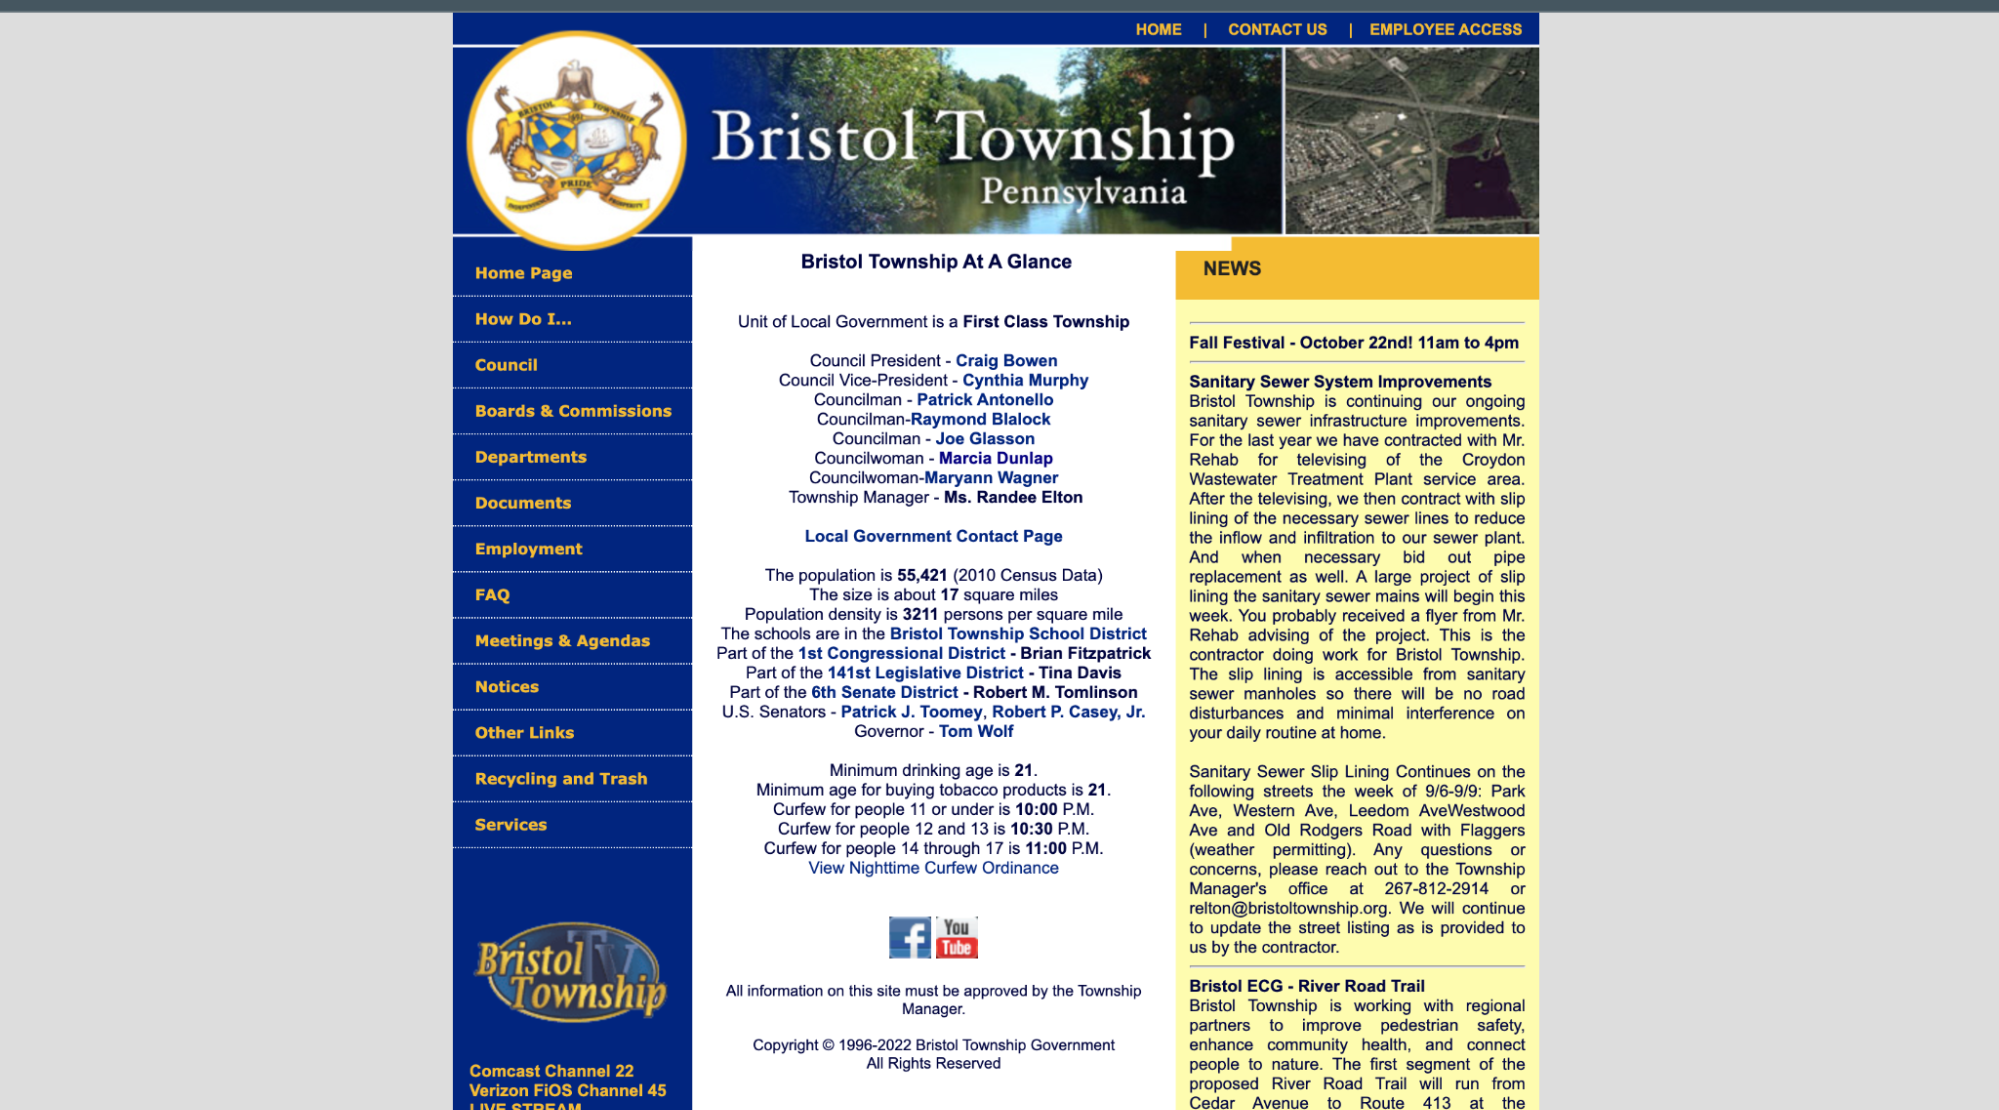 HOME | CONTACT US | EMPLOYEE ACCESS
BRISTOL TOWNSHIP
PRIDE
INDEPENDENCE PROSPERITY
Bristol Township
Pennsylvania
Home Page
How Do I...
Council
Boards & Commissions
Departments
Documents
Employment
FAQ
Meetings & Agendas
Notices
Other Links
Recycling and Trash
Services
Bristol TV
Township
Comcast Channel 22
Verizon FiOS Channel 45
LIVE STREAM
Bristol Township At A Glance
Unit of Local Government is a First Class Township
Council President - Craig Bowen
Council Vice-President - Cynthia Murphy
Councilman - Patrick Antonello
Councilman-Raymond Blalock
Councilman - Joe Glasson
Councilwoman - Marcia Dunlap
Councilwoman-Maryann Wagner
Township Manager - Ms. Randee Elton
Local Government Contact Page
The population is 55,421 (2010 Census Data)
The size is about 17 square miles
Population density is 3211 persons per square mile
The schools are in the Bristol Township School District
Part of the 1st Congressional District - Brian Fitzpatrick
Part of the 141st Legislative District - Tina Davis
Part of the 6th Senate District - Robert M. Tomlinson
U.S. Senators - Patrick J. Toomey, Robert P. Casey, Jr.
Governor - Tom Wolf
Minimum drinking age is 21.
Minimum age for buying tobacco products is 21.
Curfew for people 11 or under is 10:00 P.M.
Curfew for people 12 and 13 is 10:30 P.M.
Curfew for people 14 through 17 is 11:00 P.M.
View Nighttime Curfew Ordinance
f
You
Tube
All information on this site must be approved by the Township
Manager.
Copyright © 1996-2022 Bristol Township Government
All Rights Reserved
NEWS
Fall Festival - October 22nd! 11am to 4pm
Sanitary Sewer System Improvements
Bristol Township is continuing our ongoing
sanitary sewer infrastructure improvements.
For the last year we have contracted with Mr.
Rehab for televising of the Croydon
Wastewater Treatment Plant service area.
After the televising, we then contract with slip
lining of the necessary sewer lines to reduce
the inflow and infiltration to our sewer plant.
And when necessary bid out pipe
replacement as well. A large project of slip
lining the sanitary sewer mains will begin this
week. You probably received a flyer from Mr.
Rehab advising of the project. This is the
contractor doing work for Bristol Township.
The slip lining is accessible from sanitary
sewer manholes so there will be no road
disturbances and minimal interference on
your daily routine at home.
Sanitary Sewer Slip Lining Continues on the
following streets the week of 9/6-9/9: Park
Ave, Western Ave, Leedom AveWestwood
Ave and Old Rodgers Road with Flaggers
(weather permitting). Any questions or
concerns, please reach out to the Township
Manager's office at 267-812-2914 or
relton@bristoltownship.org. We will continue
to update the street listing as is provided to
us by the contractor.
Bristol ECG - River Road Trail
Bristol Township is working with regional
partners to improve pedestrian safety,
enhance community health, and connect
people to nature. The first segment of the
proposed River Road Trail will run from
Cedar Avenue to Route 413 at the